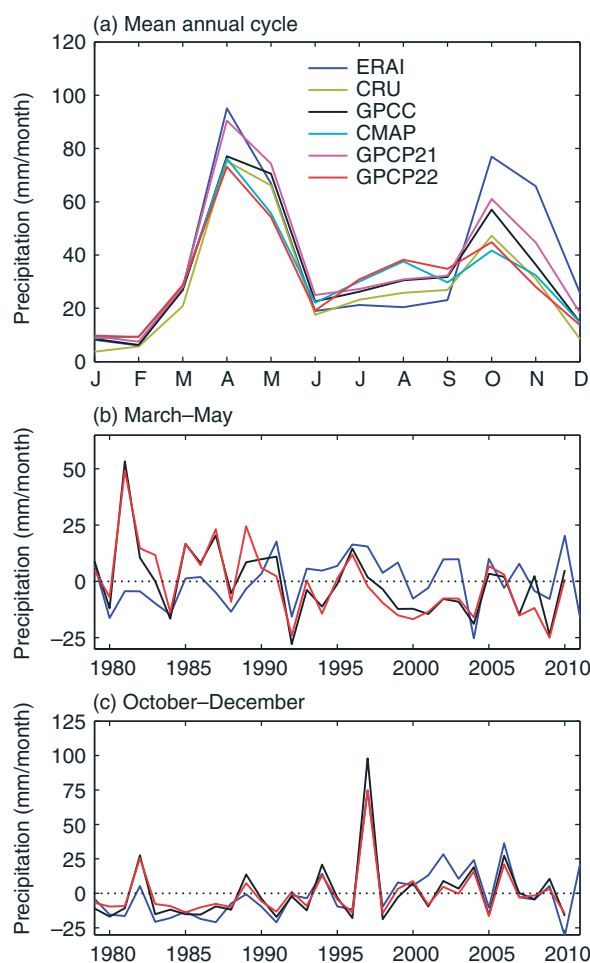 (a) Mean annual cycle
Precipitation (mm/month)
120
100
80
60
40
20
0
ERAI
CRU
GPCC
CMAP
GPCP21
GPCP22
J F M A M J J A S O N D
(b) March–May
Precipitation (mm/month)
50
25
0
–25
1980 1985 1990 1995 2000 2005 2010
(c) October–December
Precipitation (mm/month)
125
100
75
50
25
0
–25
1980 1985 1990 1995 2000 2005 2010